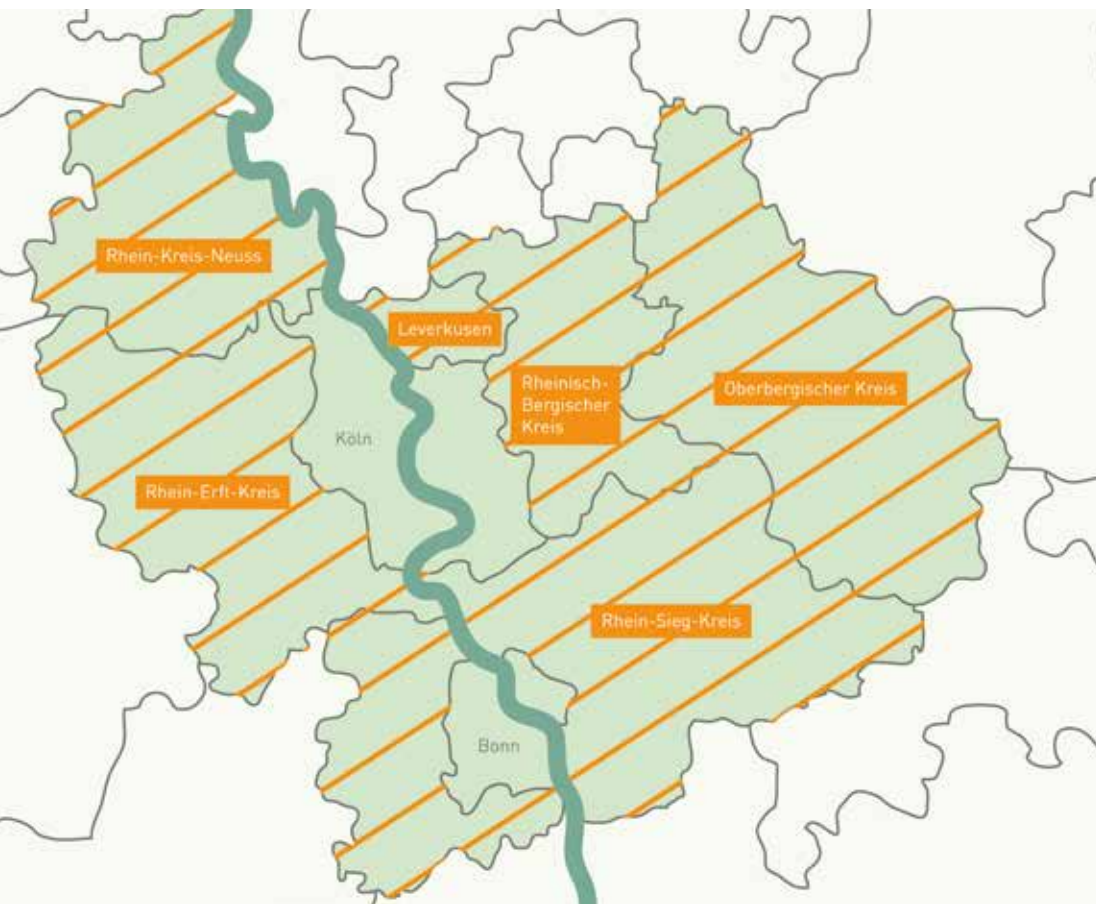 Rhein-Kreis-Neuss
Leverkusen
Rheinisch-
Bergischer
Kreis
Oberbergischer Kreis
Köln
Rhein-Erft-Kreis
Rhein-Sieg-Kreis
Bonn